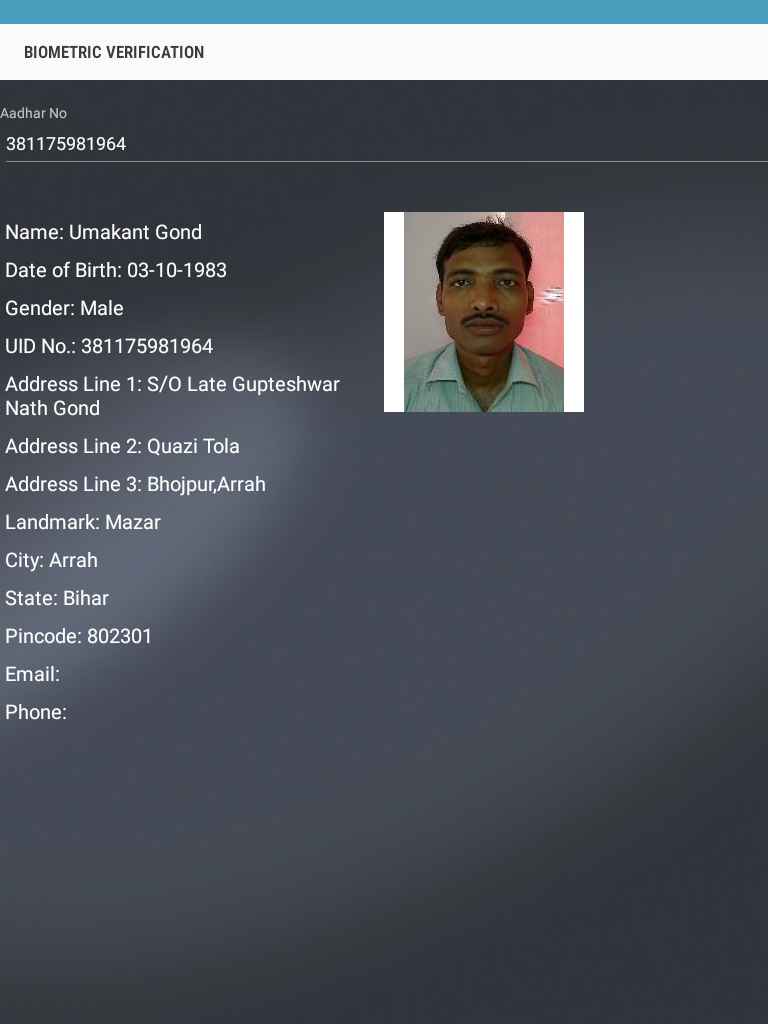 BIOMETRIC VERIFICATION
Aadhar No
381175981964
Name: Umakant Gond
Date of Birth: 03-10-1983
Gender: Male
UID No.: 381175981964
Address Line 1: S/O Late Gupteshwar
Nath Gond
Address Line 2: Quazi Tola
Address Line 3: Bhojpur,Arrah
Landmark: Mazar
City: Arrah
State: Bihar
Pincode: 802301
Email:
Phone: